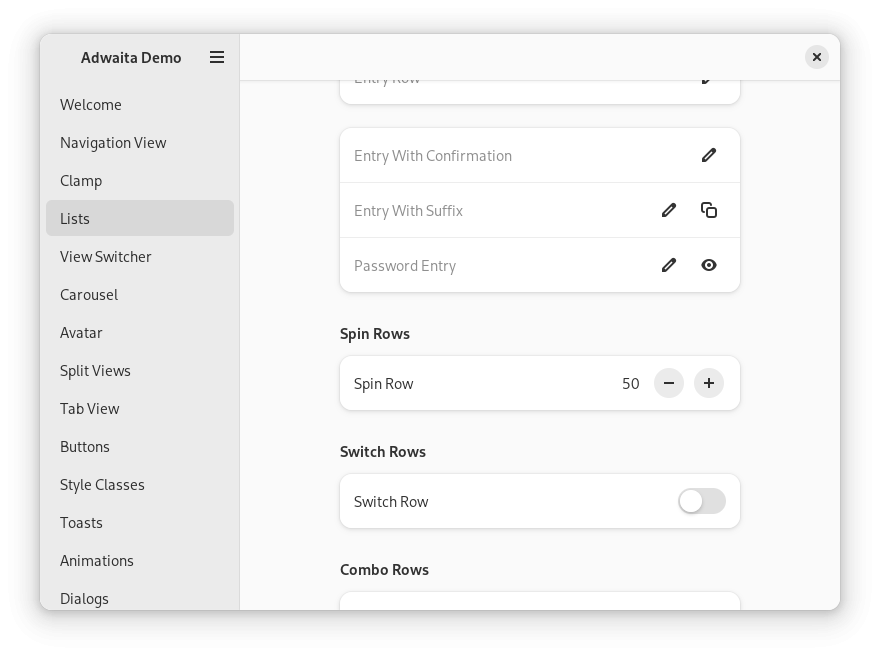 Adwaita Demo
Welcome
Navigation View
Clamp
Lists
View Switcher
Carousel
Avatar
Split Views
Tab View
Buttons
Style Classes
Toasts
Animations
Dialogs
Entry Row
Entry With Confirmation
Entry With Suffix
Password Entry
Spin Rows
Spin Row 50
Switch Rows
Switch Row
Combo Rows